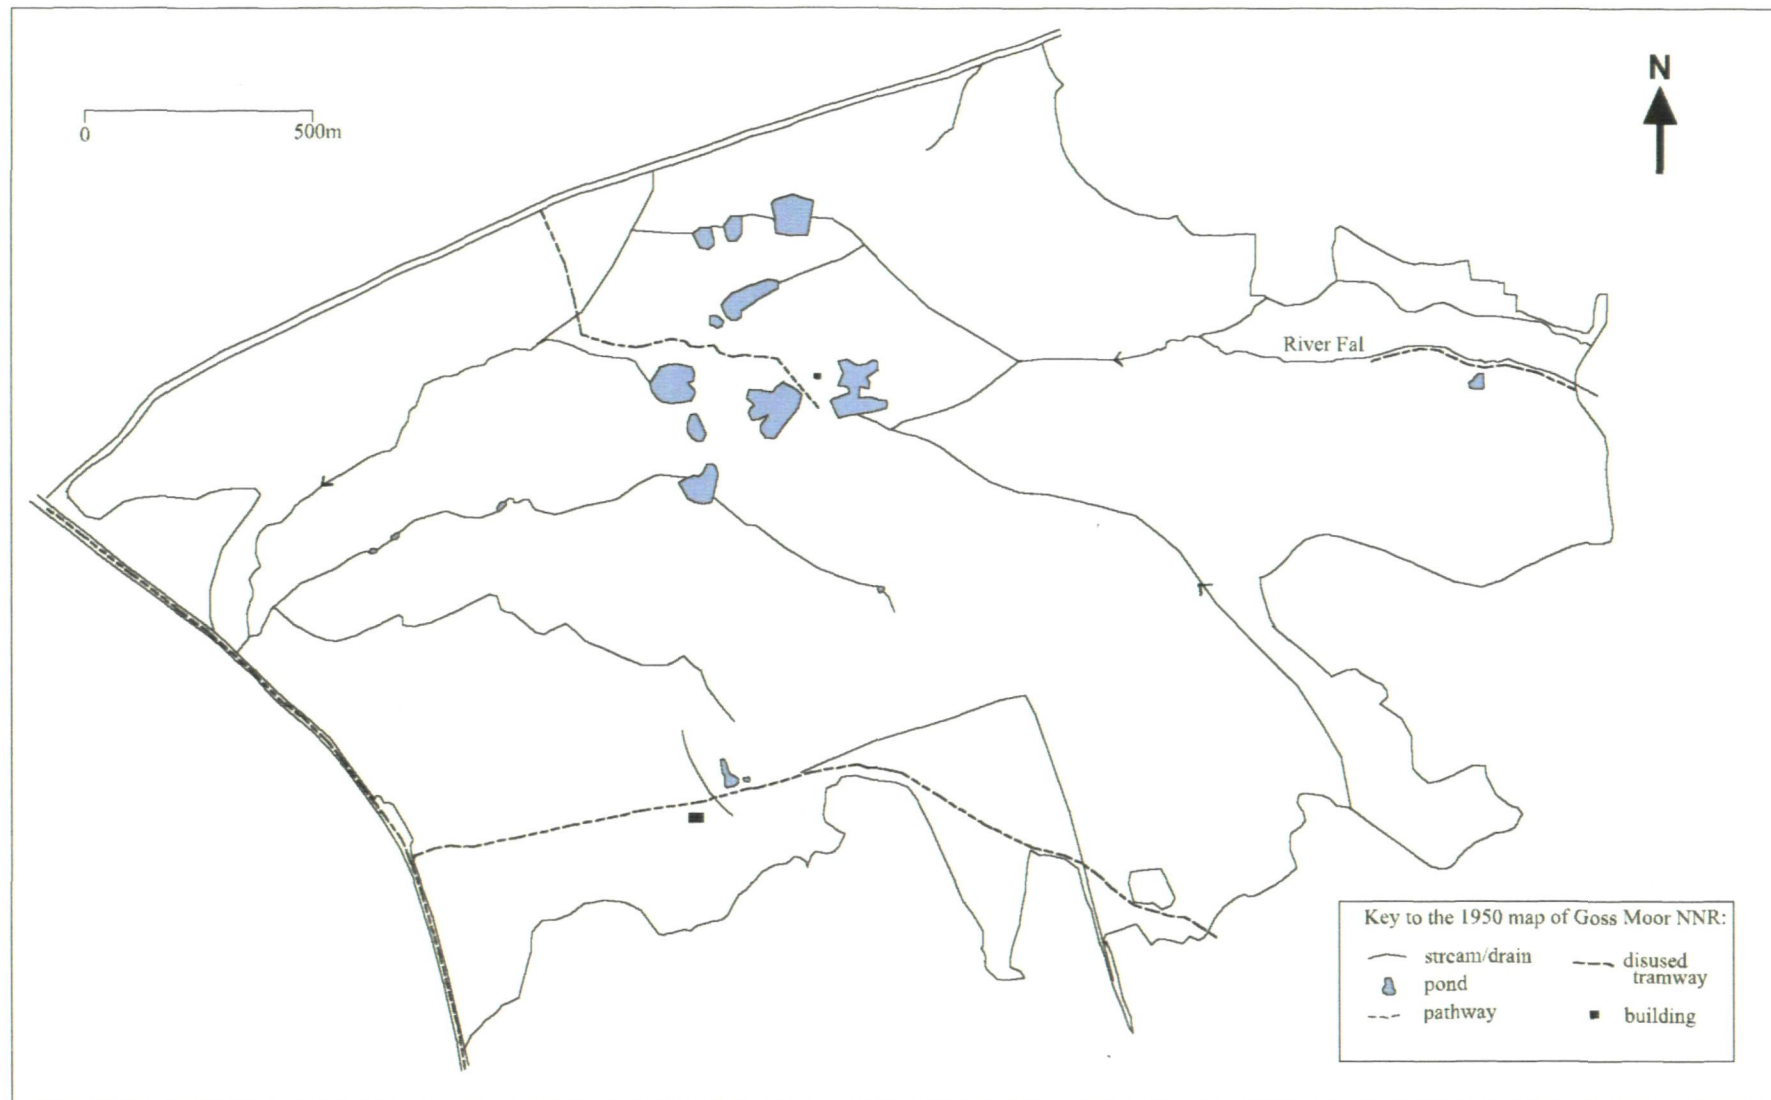 N
0
500m
River Fal
Key to the 1950 map of Goss Moor NNR:
stream/drain
disused
tramway
pond
pathway
building